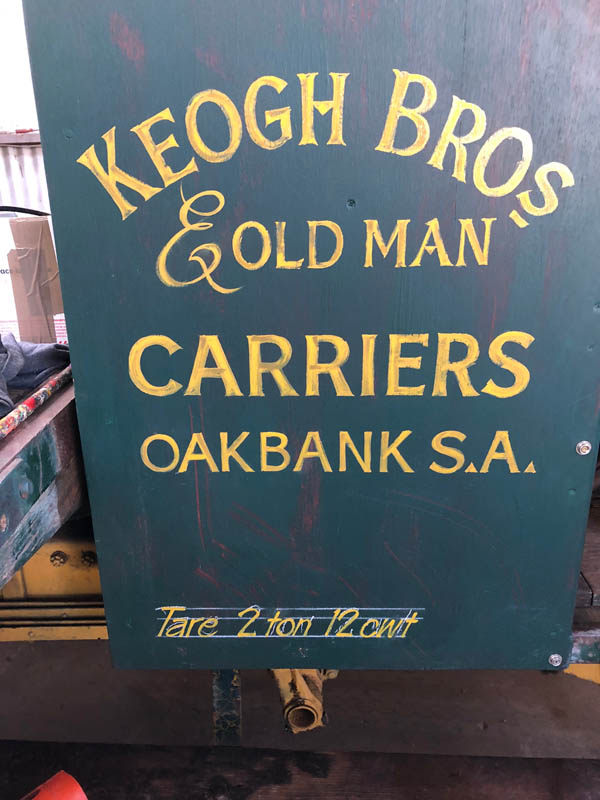 KEOGH BROS.
& OLD MAN
CARRIERS
OAKBANK S.A.
Tare 2 ton 12 cwt